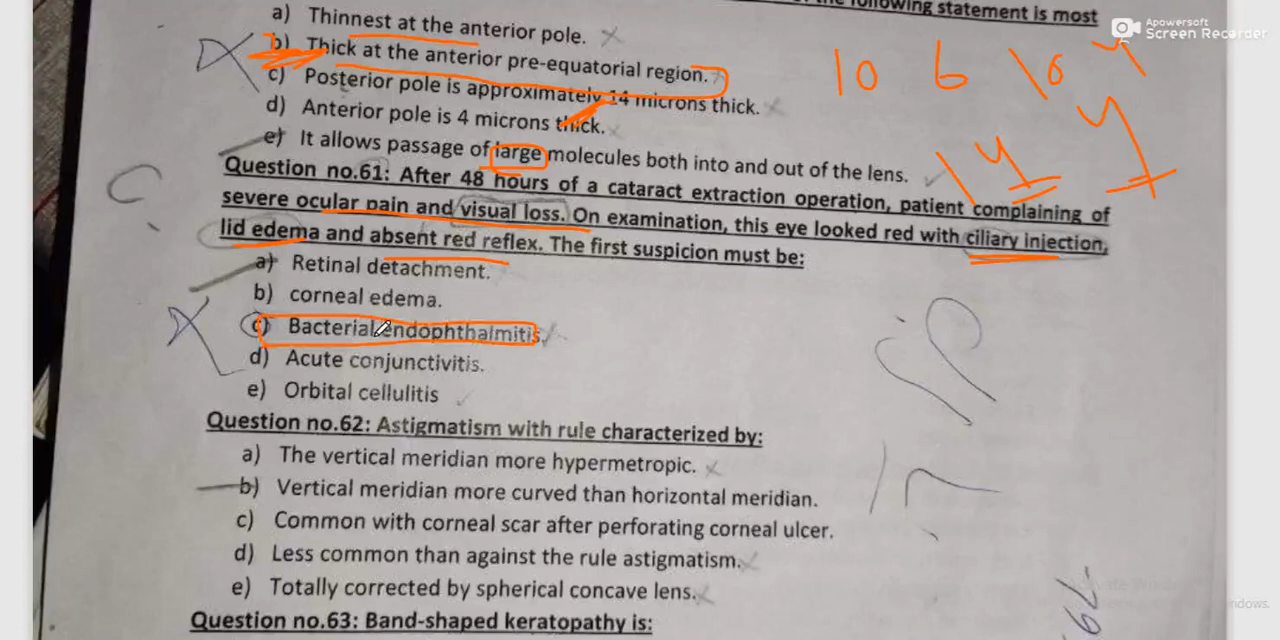 following statement is most
a) Thinnest at the anterior pole.
b) Thick at the anterior pre-equatorial region.
c) Posterior pole is approximately 14 microns thick.
d) Anterior pole is 4 microns thick.
e) It allows passage of large molecules both into and out of the lens.
Question no.61: After 48 hours of a cataract extraction operation, patient complaining of
severe ocular pain and visual loss. On examination, this eye looked red with ciliary injection,
lid edema and absent red reflex. The first suspicion must be:
a) Retinal detachment.
b) corneal edema.
c) Bacterial endophthalmitis.
d) Acute conjunctivitis.
e) Orbital cellulitis
Question no.62: Astigmatism with rule characterized by:
a) The vertical meridian more hypermetropic.
b) Vertical meridian more curved than horizontal meridian.
c) Common with corneal scar after perforating corneal ulcer.
d) Less common than against the rule astigmatism.
e) Totally corrected by spherical concave lens.
Question no.63: Band-shaped keratopathy is:
Apowersoft
Screen Recorder
10 6 16 4
14
C